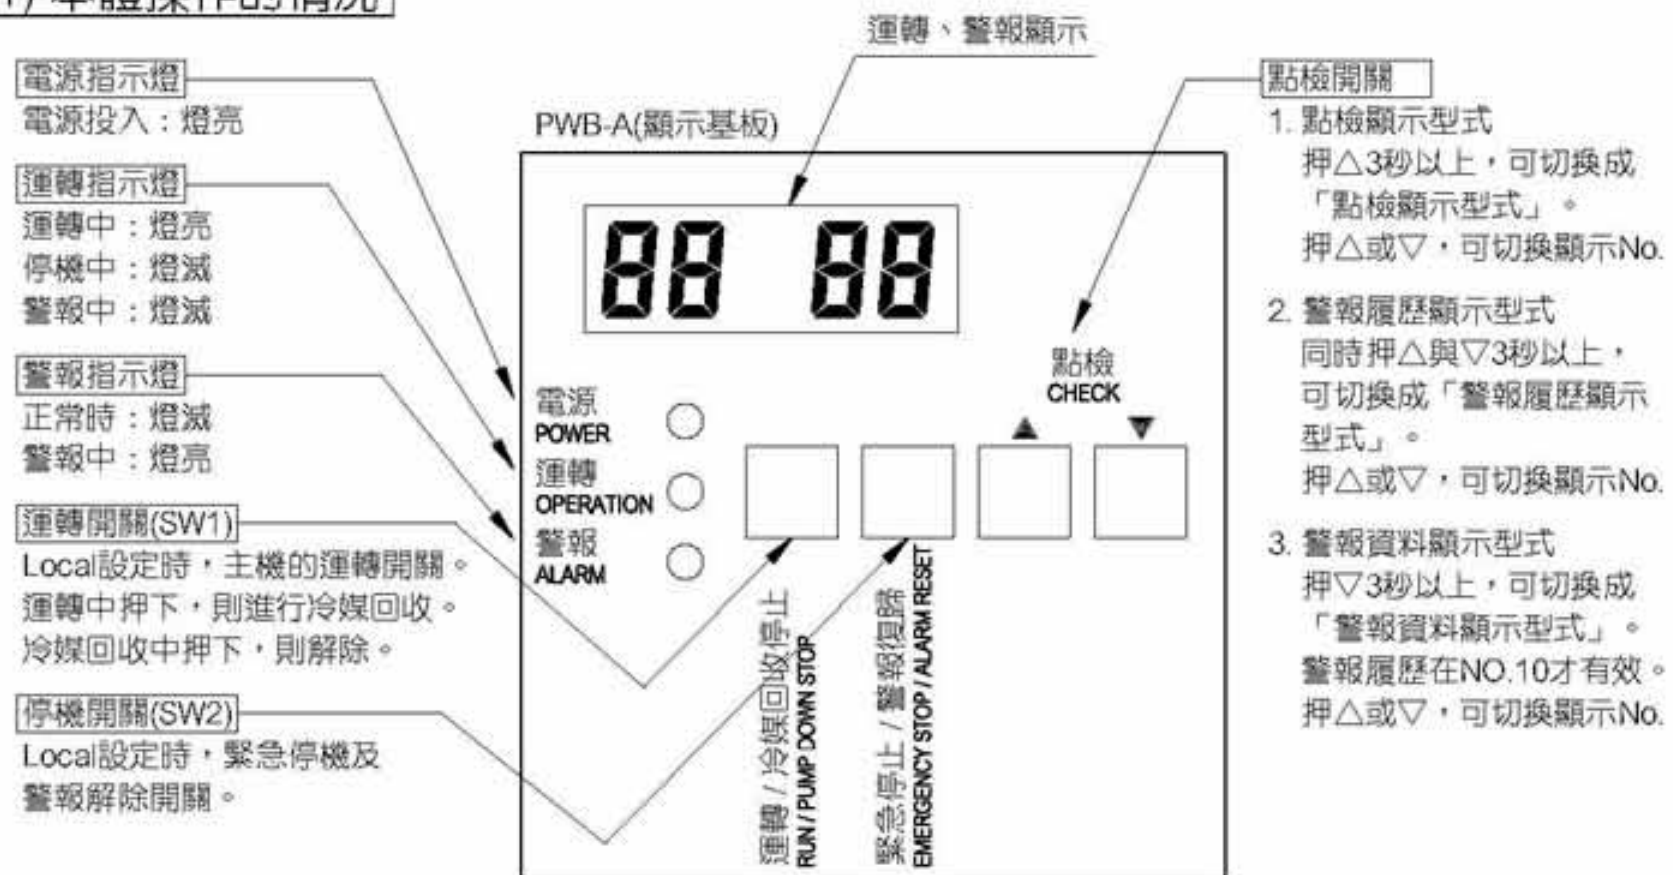 本體操作時的情況
運轉、警報顯示
電源指示燈
電源投入：燈亮
運轉指示燈
運轉中：燈亮
停機中：燈滅
警報中：燈滅
警報指示燈
正常時：燈滅
警報中：燈亮
運轉開關(SW1)
Local設定時，主機的運轉開關。
運轉中押下，則進行冷媒回收。
冷媒回收中押下，則解除。
停機開關(SW2)
Local設定時，緊急停機及
警報解除開關。
PWB-A(顯示基板)
88 88
電源
POWER
運轉
OPERATION
警報
ALARM
點檢
CHECK
▲ ▼
運轉 / 冷媒回收停止
RUN / PUMP DOWN STOP
緊急停止 / 警報復歸
EMERGENCY STOP / ALARM RESET
點檢開關
1. 點檢顯示型式
押△3秒以上，可切換成
「點檢顯示型式」。
押△或▽，可切換顯示No.
2. 警報履歷顯示型式
同時押△與▽3秒以上，
可切換成「警報履歷顯示
型式」。
押△或▽，可切換顯示No.
3. 警報資料顯示型式
押▽3秒以上，可切換成
「警報資料顯示型式」。
警報履歷在NO.10才有效。
押△或▽，可切換顯示No.